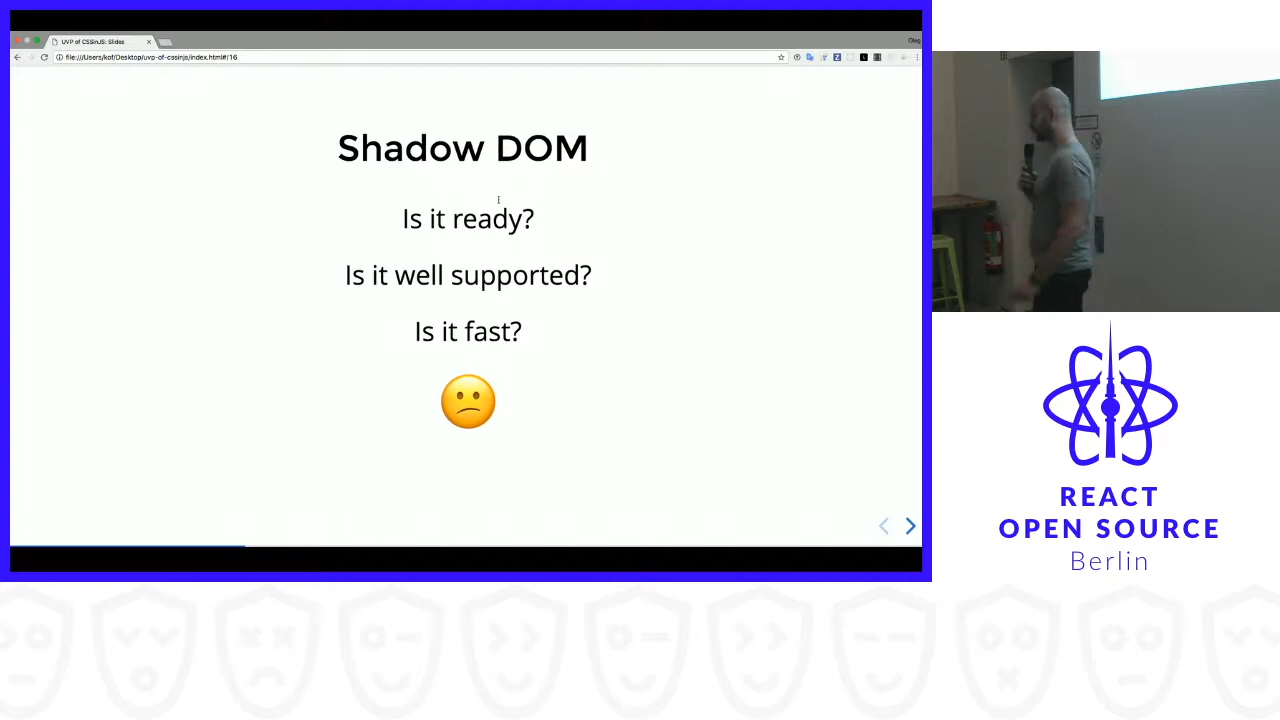 UVP of CSSinJS: Slides
Oleg
file:///Users/kof/Desktop/uvp-of-cssinjs/index.html#/16
Shadow DOM
Is it ready?
Is it well supported?
Is it fast?
REACT
OPEN SOURCE
Berlin